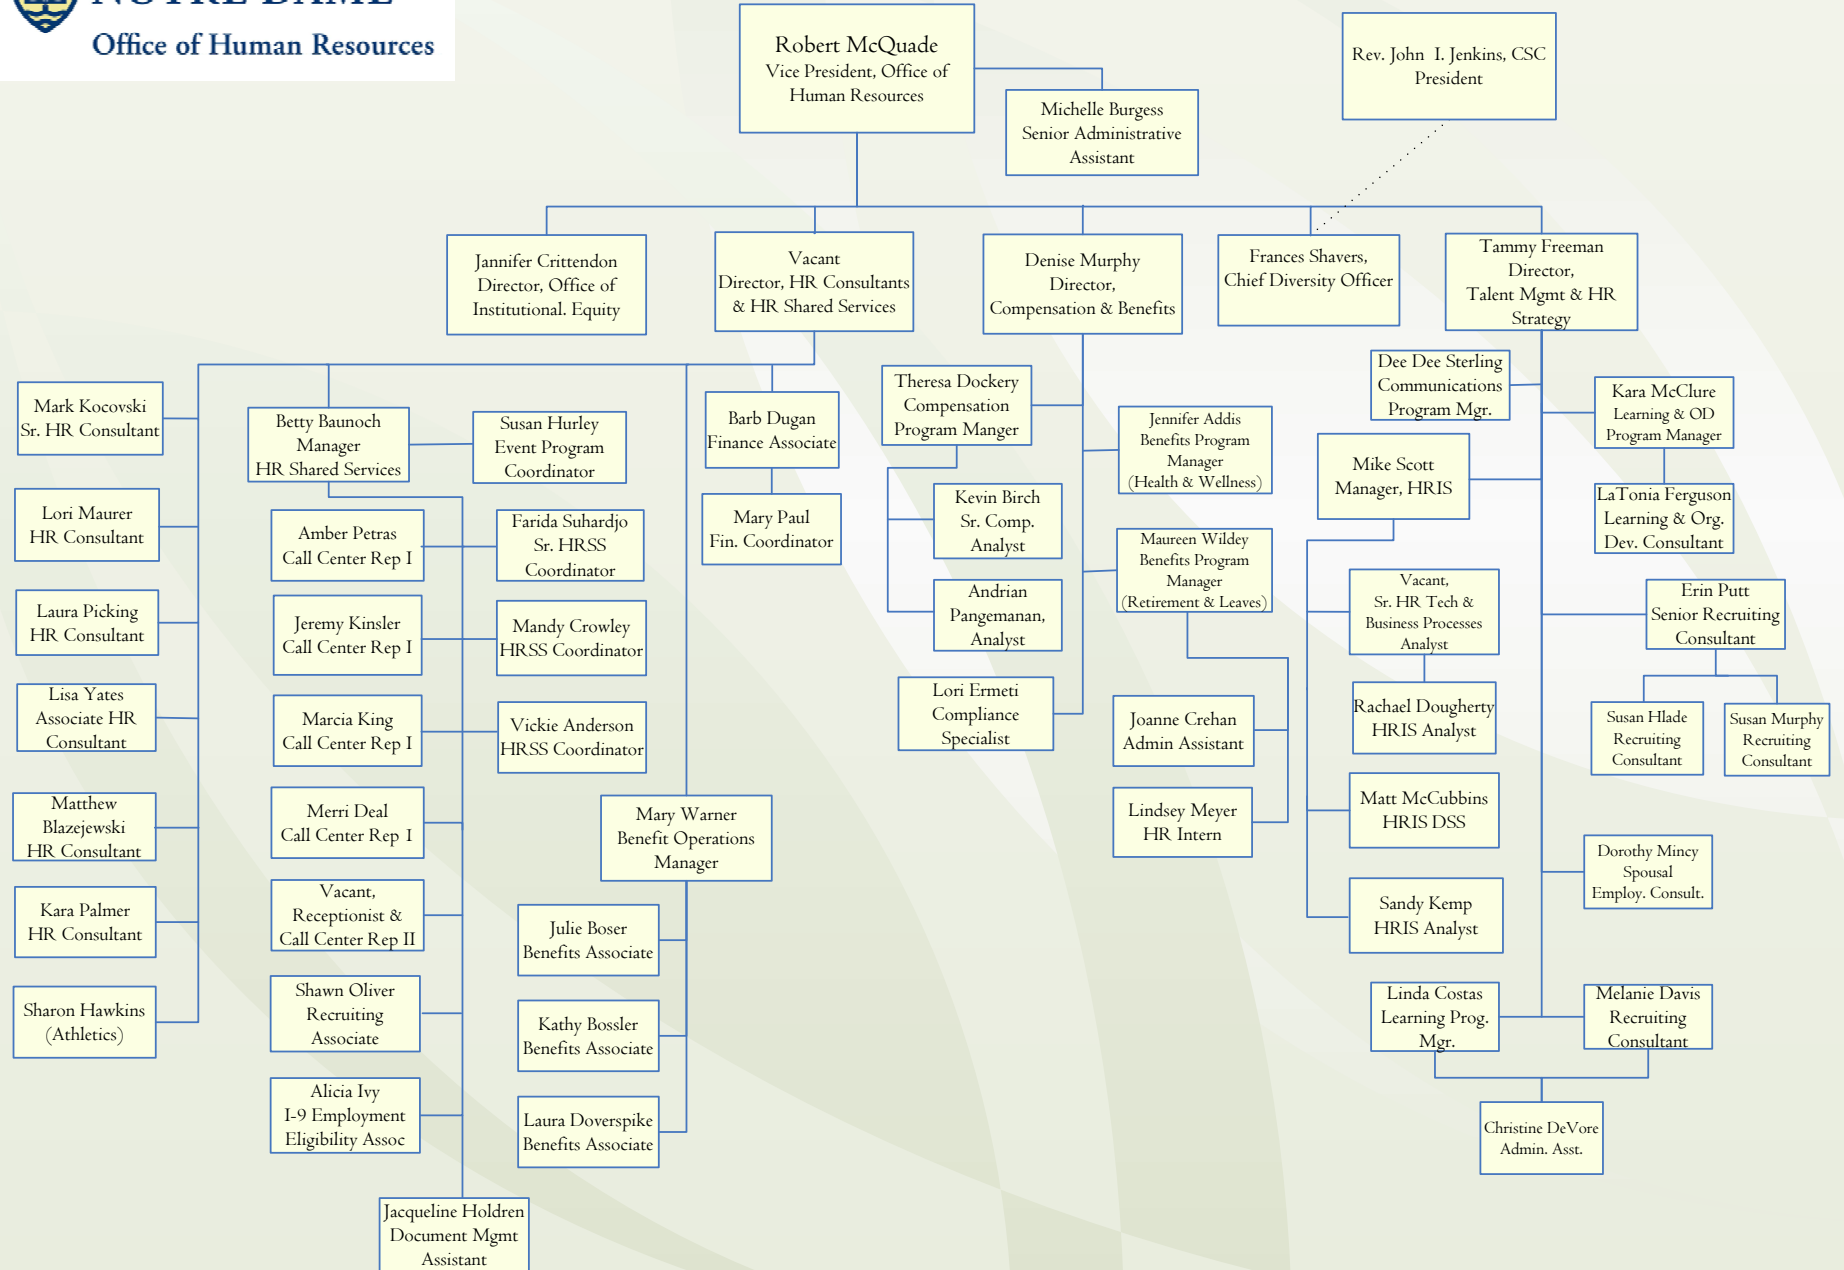 NOTRE DAME
Office of Human Resources
Robert McQuade
Vice President, Office of
Human Resources
Michelle Burgess
Senior Administrative
Assistant
Rev. John I. Jenkins, CSC
President
Jannifer Crittendon
Director, Office of
Institutional. Equity
Vacant
Director, HR Consultants
& HR Shared Services
Denise Murphy
Director,
Compensation & Benefits
Frances Shavers,
Chief Diversity Officer
Tammy Freeman
Director,
Talent Mgmt & HR
Strategy
Mark Kocovski
Sr. HR Consultant
Lori Maurer
HR Consultant
Laura Picking
HR Consultant
Lisa Yates
Associate HR
Consultant
Matthew
Blazejewski
HR Consultant
Kara Palmer
HR Consultant
Sharon Hawkins
(Athletics)
Betty Baunoch
Manager
HR Shared Services
Susan Hurley
Event Program
Coordinator
Amber Petras
Call Center Rep I
Farida Suhardjo
Sr. HRSS
Coordinator
Jeremy Kinsler
Call Center Rep I
Mandy Crowley
HRSS Coordinator
Marcia King
Call Center Rep I
Vickie Anderson
HRSS Coordinator
Merri Deal
Call Center Rep I
Vacant,
Receptionist &
Call Center Rep II
Shawn Oliver
Recruiting
Associate
Alicia Ivy
I-9 Employment
Eligibility Assoc
Jacqueline Holdren
Document Mgmt
Assistant
Barb Dugan
Finance Associate
Mary Paul
Fin. Coordinator
Mary Warner
Benefit Operations
Manager
Julie Boser
Benefits Associate
Kathy Bossler
Benefits Associate
Laura Doverspike
Benefits Associate
Theresa Dockery
Compensation
Program Manger
Kevin Birch
Sr. Comp.
Analyst
Andrian
Pangemanan,
Analyst
Lori Ermeti
Compliance
Specialist
Jennifer Addis
Benefits Program
Manager
(Health & Wellness)
Maureen Wildey
Benefits Program
Manager
(Retirement & Leaves)
Joanne Crehan
Admin Assistant
Lindsey Meyer
HR Intern
Dee Dee Sterling
Communications
Program Mgr.
Kara McClure
Learning & OD
Program Manager
Mike Scott
Manager, HRIS
LaTonia Ferguson
Learning & Org.
Dev. Consultant
Vacant,
Sr. HR Tech &
Business Processes
Analyst
Rachael Dougherty
HRIS Analyst
Matt McCubbins
HRIS DSS
Sandy Kemp
HRIS Analyst
Erin Putt
Senior Recruiting
Consultant
Susan Hlade
Recruiting
Consultant
Susan Murphy
Recruiting
Consultant
Dorothy Mincy
Spousal
Employ. Consult.
Linda Costas
Learning Prog.
Mgr.
Melanie Davis
Recruiting
Consultant
Christine DeVore
Admin. Asst.